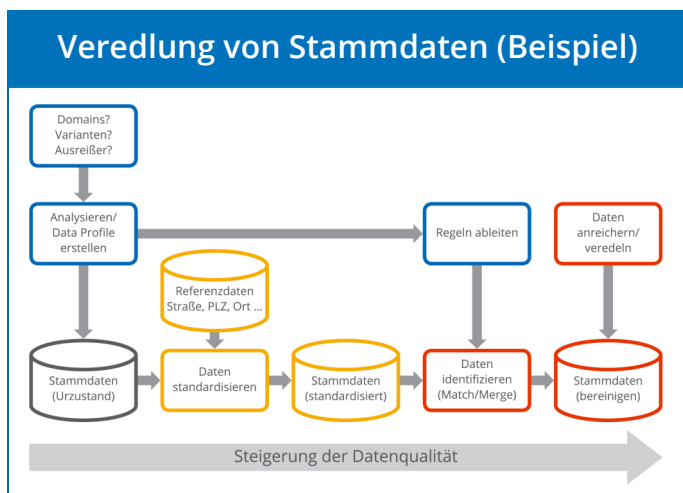 Veredlung von Stammdaten (Beispiel)
Domains?
Varianten?
Ausreißer?
Analysieren/
Data Profile
erstellen
Regeln ableiten
Daten
anreichern/
veredeln
Referenzdaten
Straße, PLZ, Ort ...
Stammdaten
(Urzustand)
Daten
standardisieren
Stammdaten
(standardisiert)
Daten
identifizieren
(Match/Merge)
Stammdaten
(bereinigen)
Steigerung der Datenqualität